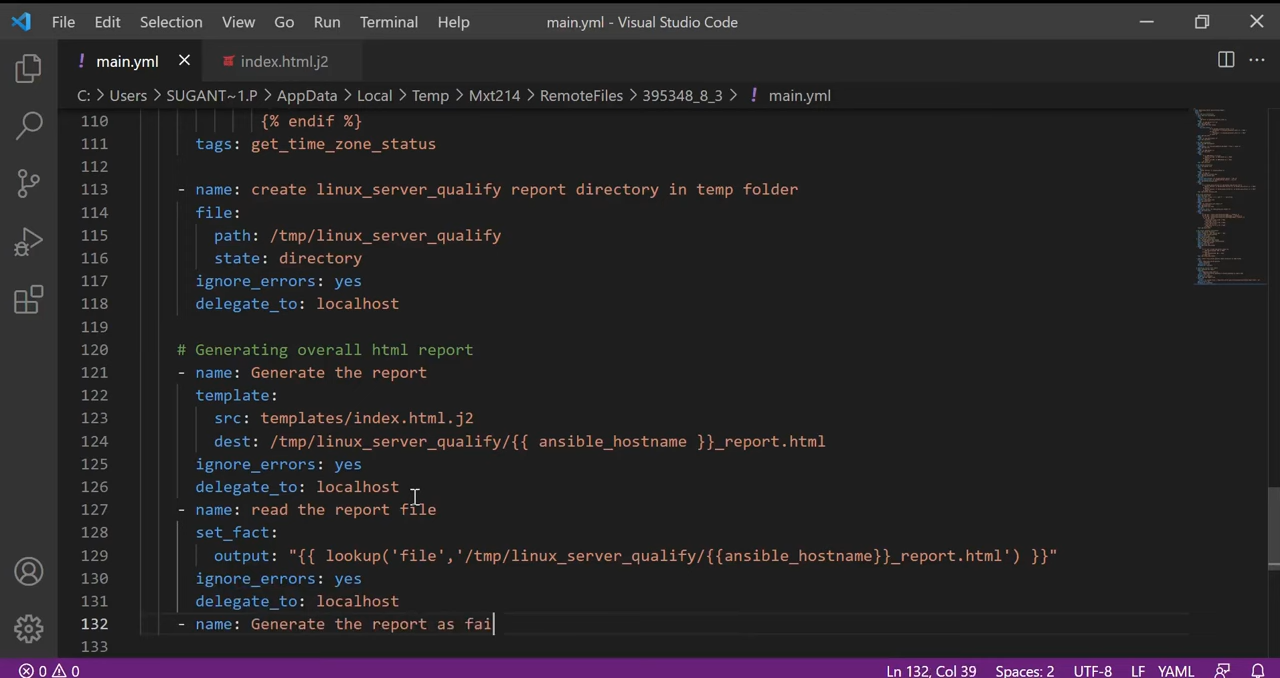 File Edit Selection View Go Run Terminal Help main.yml - Visual Studio Code
! main.yml index.html.j2
C: > Users > SUGANT~1.P > AppData > Local > Temp > Mxt214 > RemoteFiles > 395348_8_3 > ! main.yml
110 {% endif %}
111 tags: get_time_zone_status
112
113 - name: create linux_server_qualify report directory in temp folder
114 file:
115 path: /tmp/linux_server_qualify
116 state: directory
117 ignore_errors: yes
118 delegate_to: localhost
119
120 # Generating overall html report
121 - name: Generate the report
122 template:
123 src: templates/index.html.j2
124 dest: /tmp/linux_server_qualify/{{ ansible_hostname }}_report.html
125 ignore_errors: yes
126 delegate_to: localhost
127 - name: read the report file
128 set_fact:
129 output: "{{ lookup('file','/tmp/linux_server_qualify/{{ansible_hostname}}_report.html') }}"
130 ignore_errors: yes
131 delegate_to: localhost
132 - name: Generate the report as fai
133
0 0 Ln 132, Col 39 Spaces: 2 UTF-8 LF YAML